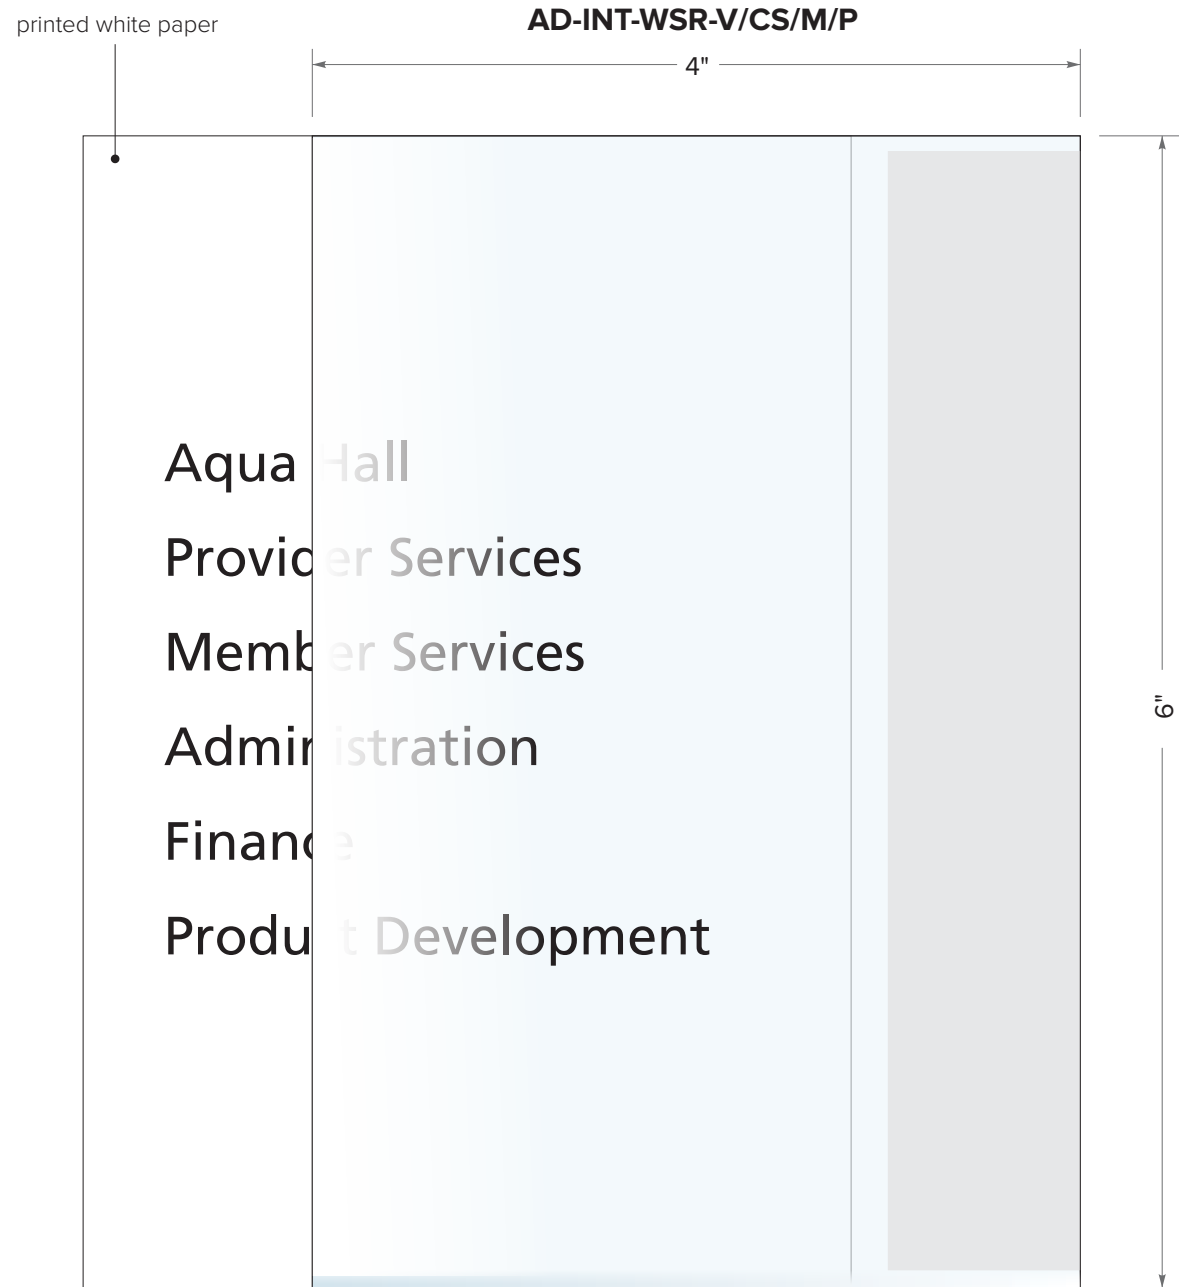 printed white paper
AD-INT-WSR-V/CS/M/P
4"
6"
Aqua Hall
Provider Services
Member Services
Administration
Finance
Product Development